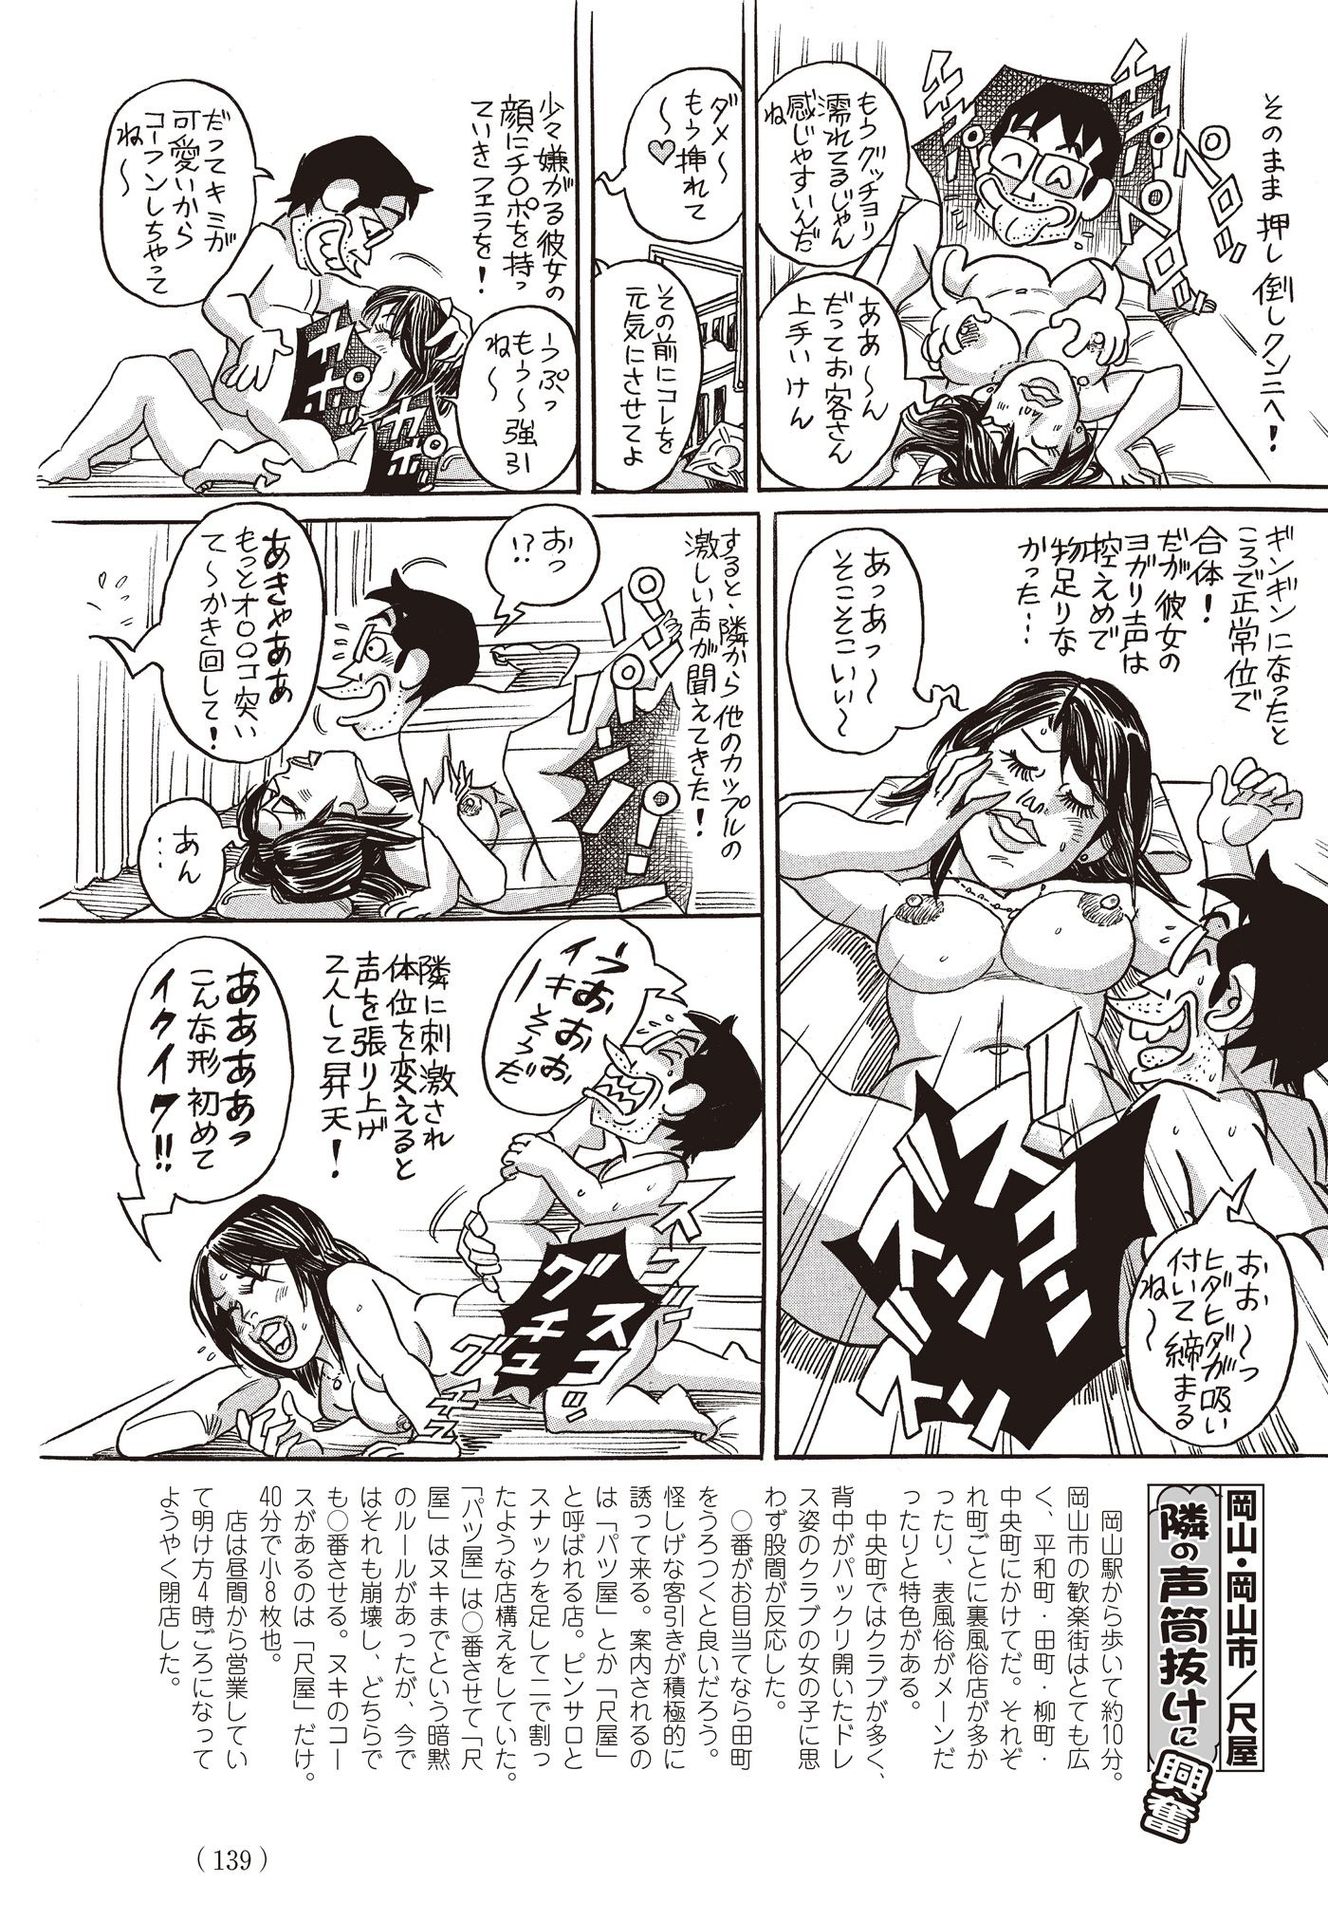 そのまま押し倒しクンニへ！
もうグッチョリ
濡れてるじゃん
感じやすいんだ
ね
ああ〜ん
だってお客さん
上手いけん
ダメ〜
もう挿れて
〜♥
その前にコレを
元気にさせてよ
少々嫌がる彼女の
顔にチ○ポを持っ
ていきフェラを！
だってキミが
可愛いから
コーフンしちゃって
ね〜
うぷっ
もう〜強引
ね〜
ギンギンになったと
ころで正常位で
合体！
だが彼女の
ヨガリ声は
控えめで
物足りな
かった…
あっあっ〜
そこそこいい〜
おお〜っ
ヒダヒダが吸い
付いて締まる
ね〜
すると、隣から他のカップルの
激しい声が聞えてきた！
おっ
!?
あきゃああ
もっとオ○○コ突い
て〜かき回して！
あん
…
隣に刺激され
体位を変えると
声を張り上げ
2人して昇天！
うおおお
イキそうだ
ー
ああああっ
こんな形初めて
イクイク!!
岡山・岡山市／尺屋
隣の声筒抜けに興奮
岡山駅から歩いて約10分。
岡山市の歓楽街はとても広
く、平和町・田町・柳町・
中央町にかけてだ。それぞ
れ町ごとに裏風俗店が多か
ったり、表風俗がメーンだ
ったりと特色がある。
中央町ではクラブが多く、
背中がパックリ開いたドレ
ス姿のクラブの女の子に思
わず股間が反応した。
○番がお目当てなら田町
をうろつくと良いだろう。
怪しげな客引きが積極的に
誘って来る。案内されるの
は「パツ屋」とか「尺屋」
と呼ばれる店。ピンサロと
スナックを足して二で割っ
たような店構えをしていた。
「パツ屋」は○番させて「尺
屋」はヌキまでという暗黙
のルールがあったが、今で
はそれも崩壊し、どちらで
も○番させる。ヌキのコー
スがあるのは「尺屋」だけ。
40分で小8枚也。
店は昼間から営業してい
て明け方4時ごろになって
ようやく閉店した。
（139）